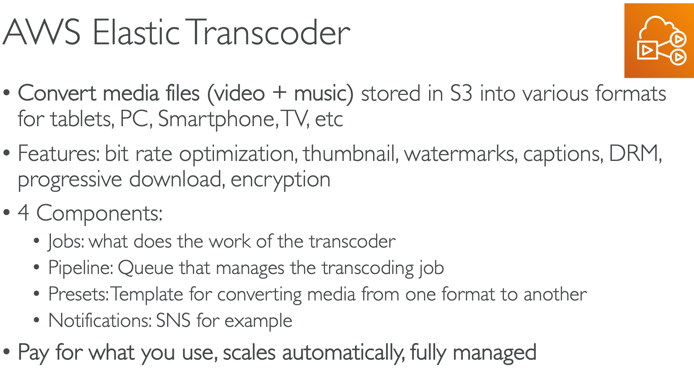 AWS Elastic Transcoder
• Convert media files (video + music) stored in S3 into various formats
for tablets, PC, Smartphone, TV, etc
• Features: bit rate optimization, thumbnail, watermarks, captions, DRM,
progressive download, encryption
• 4 Components:
• Jobs: what does the work of the transcoder
• Pipeline: Queue that manages the transcoding job
• Presets: Template for converting media from one format to another
• Notifications: SNS for example
• Pay for what you use, scales automatically, fully managed